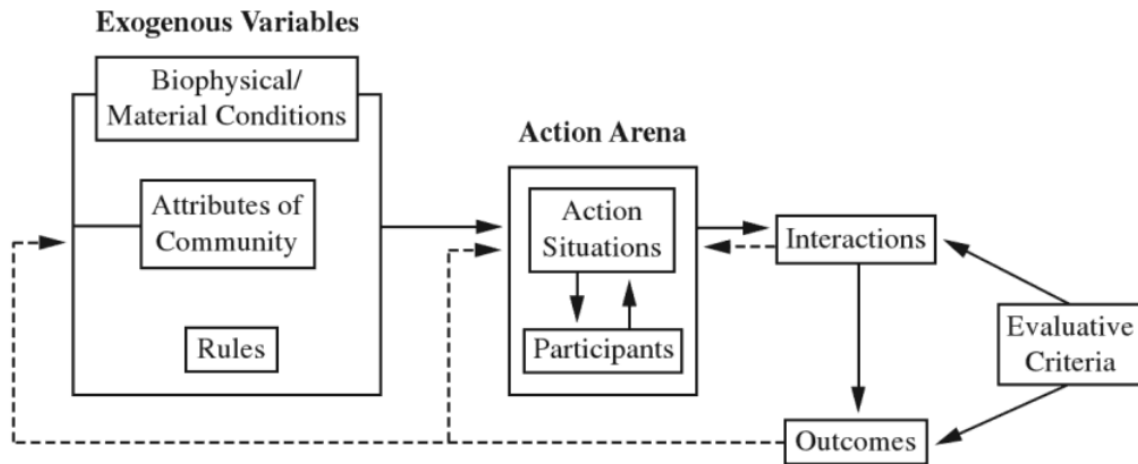 Exogenous Variables
Biophysical/
Material Conditions
Attributes of
Community
Rules
Action Arena
Action
Situations
Participants
Interactions
Outcomes
Evaluative
Criteria